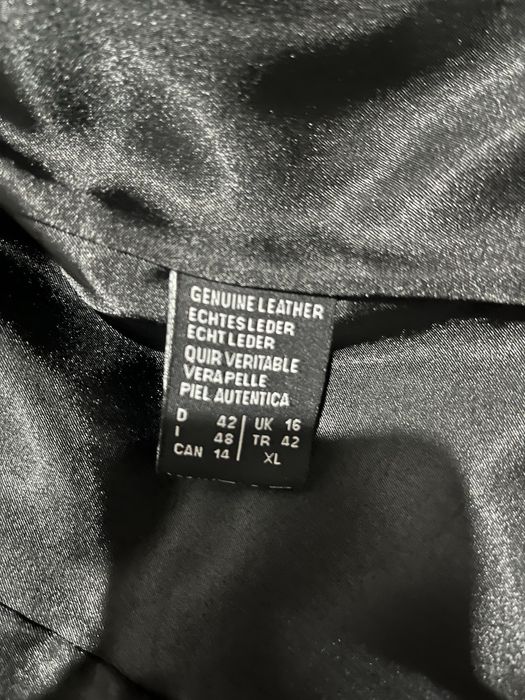 GENUINE LEATHER
ECHTES LEDER
ECHT LEDER
QUIR VERITABLE
VERA PELLE
PIEL AUTENTICA
D 42 | UK 16
I 48 | TR 42
CAN 14 | XL